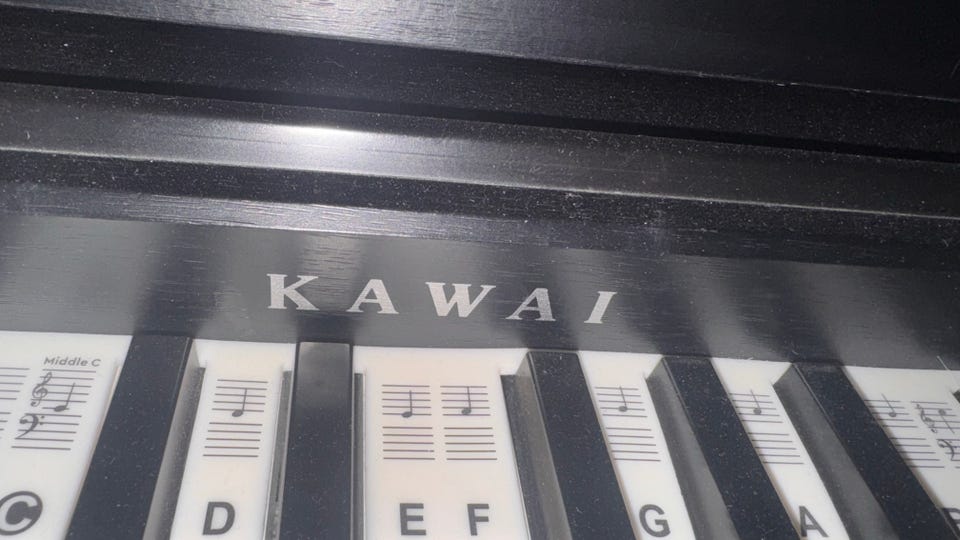 KAWAI
Middle C
C D E F G A